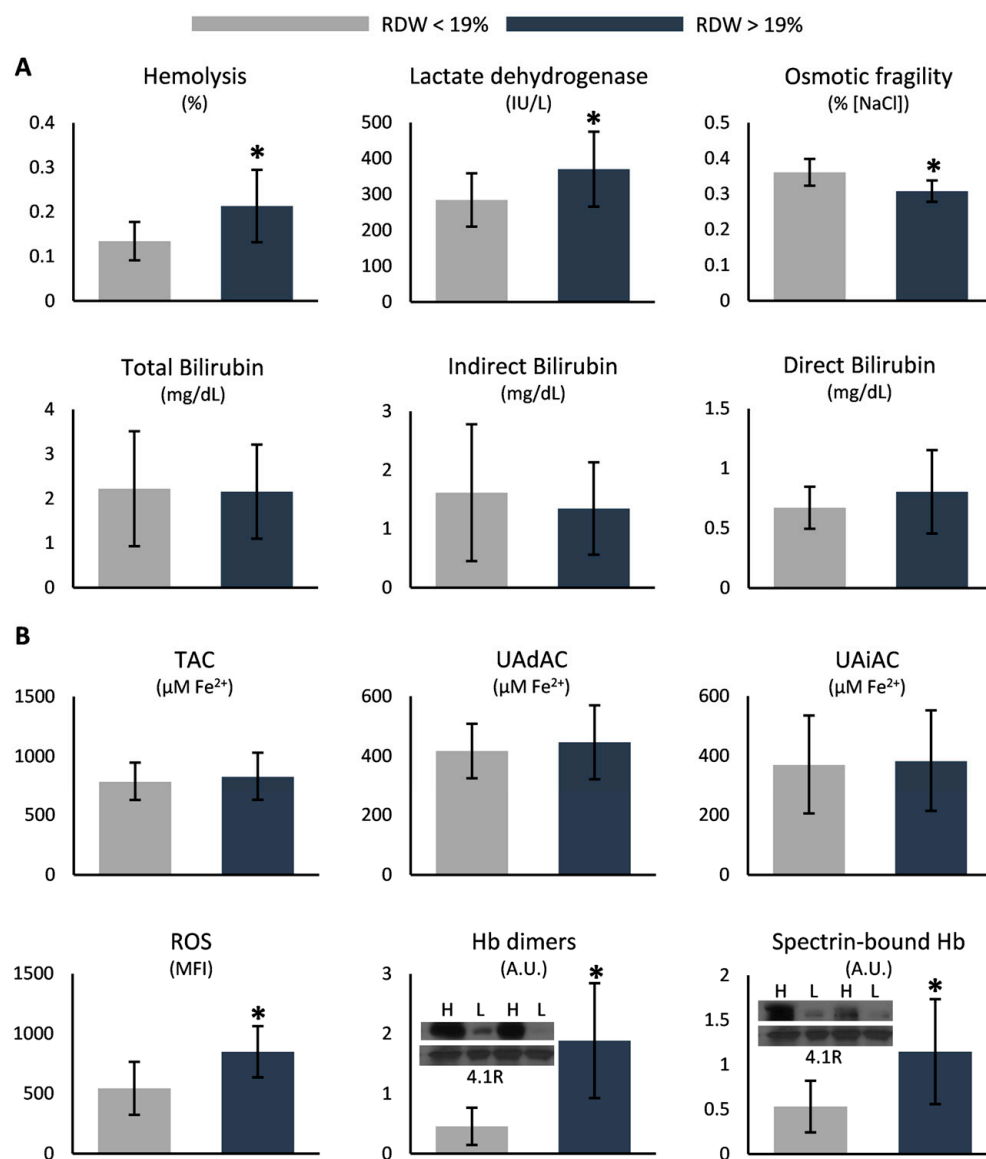 RDW < 19% RDW > 19%
A
Hemolysis
(%)
0.4
0.3
0.2
0.1
0
*
Lactate dehydrogenase
(IU/L)
500
400
300
200
100
0
*
Osmotic fragility
(% [NaCl])
0.5
0.4
0.3
0.2
0.1
0
*
Total Bilirubin
(mg/dL)
4
3
2
1
0
Indirect Bilirubin
(mg/dL)
3
2
1
0
Direct Bilirubin
(mg/dL)
1.5
1
0.5
0
B
TAC
(µM Fe²⁺)
1500
1000
500
0
UAdAC
(µM Fe²⁺)
600
400
200
0
UAiAC
(µM Fe²⁺)
600
400
200
0
ROS
(MFI)
1500
1000
500
0
*
Hb dimers
(A.U.)
3
2
1
0
H L H L
4.1R
*
Spectrin-bound Hb
(A.U.)
2
1.5
1
0.5
0
H L H L
4.1R
*